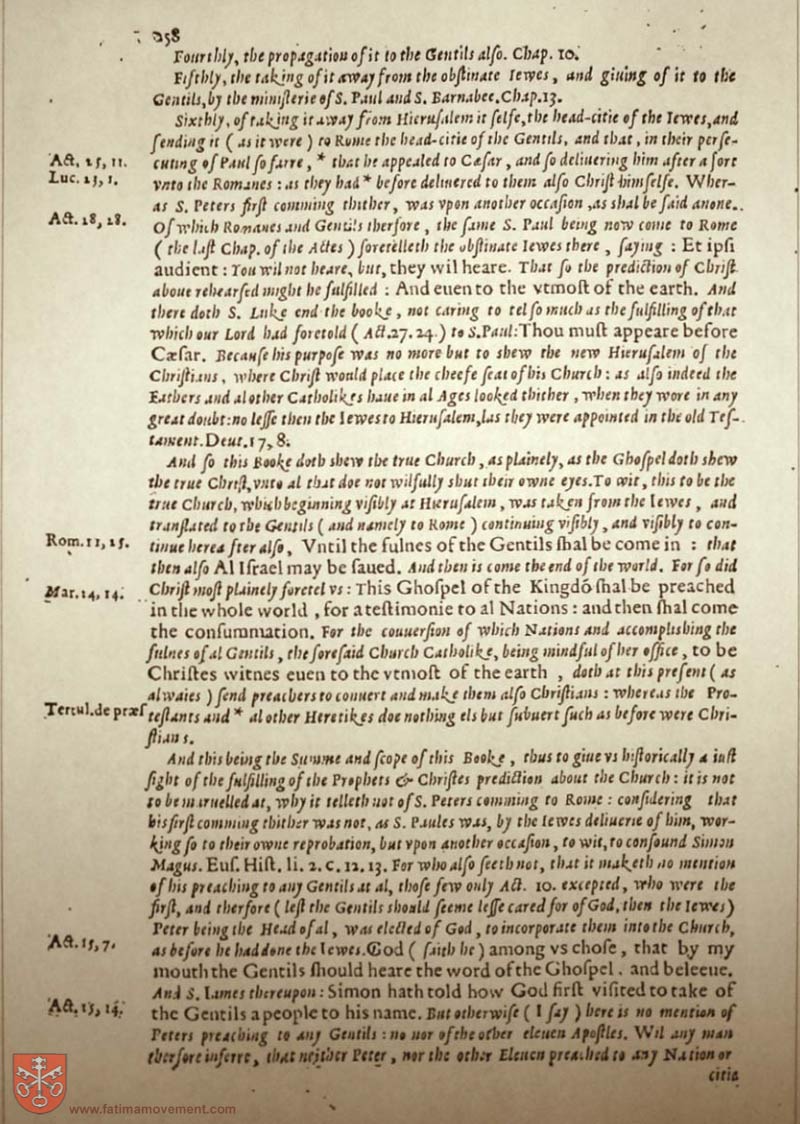 258
Fourthly, the propagation of it to the Gentils alſo. Chap. 10.
Fifthly, the taking of it away from the obſtinate Iewes, and giuing of it to the
Gentils, by the miniſterie of S. Paul and S. Barnabee. Chap. 13.
Sixthly, of taking it away from Hieruſalem it ſelfe, the head-citie of the Iewes, and
ſending it ( as it were ) to Rome the head-citie of the Gentils, and that, in their perſe-
Act. 25, 11. cuting of Paul ſo farre, * that he appealed to Cæſar, and ſo deliuering him after a ſort
Luc. 23, 1. vnto the Romanes : as they had * before deliuered to them alſo Chriſt himſelfe. Wher-
as S. Peters firſt comming thither, was vpon another occaſion, as ſhal be ſaid anone.
Act. 28, 28. Of which Romanes and Gentils therfore, the ſame S. Paul being now come to Rome
( the laſt Chap. of the Actes ) foretelleth the obſtinate Iewes there, ſaying : Et ipſi
audient : You wil not heare, but, they wil heare. That ſo the prediction of Chriſt
aboue rehearſed might be fulfilled : And euen to the vtmoſt of the earth. And
there doth S. Luke end the booke, not caring to tel ſo much as the fulfilling of that
which our Lord had foretold ( Act. 27. 24. ) to S. Paul: Thou muſt appeare before
Cæſar. Becauſe his purpoſe was no more but to shew the new Hieruſalem of the
Chriſtians, where Chriſt would place the cheefe ſeat of his Church : as alſo indeed the
Fathers and al other Catholikes haue in al Ages looked thither, when they wore in any
great doubt: no leſſe then the Iewes to Hieruſalem, as they were appointed in the old Teſ-
tament. Deut. 17, 8.
And ſo this Booke doth shew the true Church, as plainely, as the Ghoſpel doth shew
the true Chriſt, vnto al that doe not wilfully shut their owne eyes. To wit, this to be the
true Church, which beginning viſibly at Hieruſalem, was taken from the Iewes, and
tranſlated to the Gentils ( and namely to Rome ) continuing viſibly, and viſibly to con-
Rom. 11, 25. tinue herea fter alſo, Vntil the fulnes of the Gentils ſhal be come in : that
then alſo Al Iſrael may be ſaued. And then is come the end of the world. For ſo did
Mar. 14, 14. Chriſt moſt plainely foretel vs : This Ghoſpel of the Kingdō ſhal be preached
in the whole world, for a teſtimonie to al Nations : and then ſhal come
the conſummation. For the conuerſion of which Nations and accomplishing the
fulnes of al Gentils, the foreſaid Church Catholike, being mindful of her office, to be
Chriſtes witnes euen to the vtmoſt of the earth, doth at this preſent ( as
alwaies ) ſend preachers to conuert and make them alſo Chriſtians : whereas the Pro-
Tertul. de præſ teſtants and * al other Heretikes doe nothing els but ſubuert ſuch as before were Chri-
ſtians.
And this being the Summe and ſcope of this Booke, thus to giue vs hiſtorically a iuſt
ſight of the fulfilling of the Prophets & Chriſtes prediction about the Church : it is not
to be maruelled at, why it telleth not of S. Peters comming to Rome : conſidering that
his firſt comming thither was not, as S. Paules was, by the Iewes deliuerie of him, wor-
king ſo to their owne reprobation, but vpon another occaſion, to wit, to confound Simon
Magus. Euſ. Hiſt. li. 2. c. 12. 13. For who alſo ſeeth not, that it maketh no mention
of his preaching to any Gentils at al, thoſe few only Act. 10. excepted, who were the
firſt, and therfore ( leſt the Gentils should ſeeme leſſe cared for of God, then the Iewes )
Peter being the Head of al, was elected of God, to incorporate them into the Church,
Act. 15, 7. as before he had done the Iewes. God ( ſaith he ) among vs choſe, that by my
mouth the Gentils ſhould heare the word of the Ghoſpel. and beleeue.
And S. Iames thereupon : Simon hath told how God firſt viſited to take of
Act. 15, 14. the Gentils a people to his name. But otherwiſe ( I ſay ) here is no mention of
Peters preaching to any Gentils : no nor of the other eleuen Apoſtles. Wil any man
therfore inferre, that neither Peter, nor the other Eleuen preached to any Nation or
citie
www.fatimamovement.com